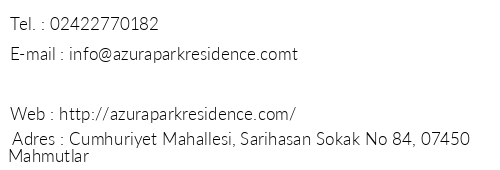 Tel. : 02422770182
E-mail : info@azuraparkresidence.comt
Web : http://azuraparkresidence.com/
Adres : Cumhuriyet Mahallesi, Sarihasan Sokak No 84, 07450
Mahmutlar